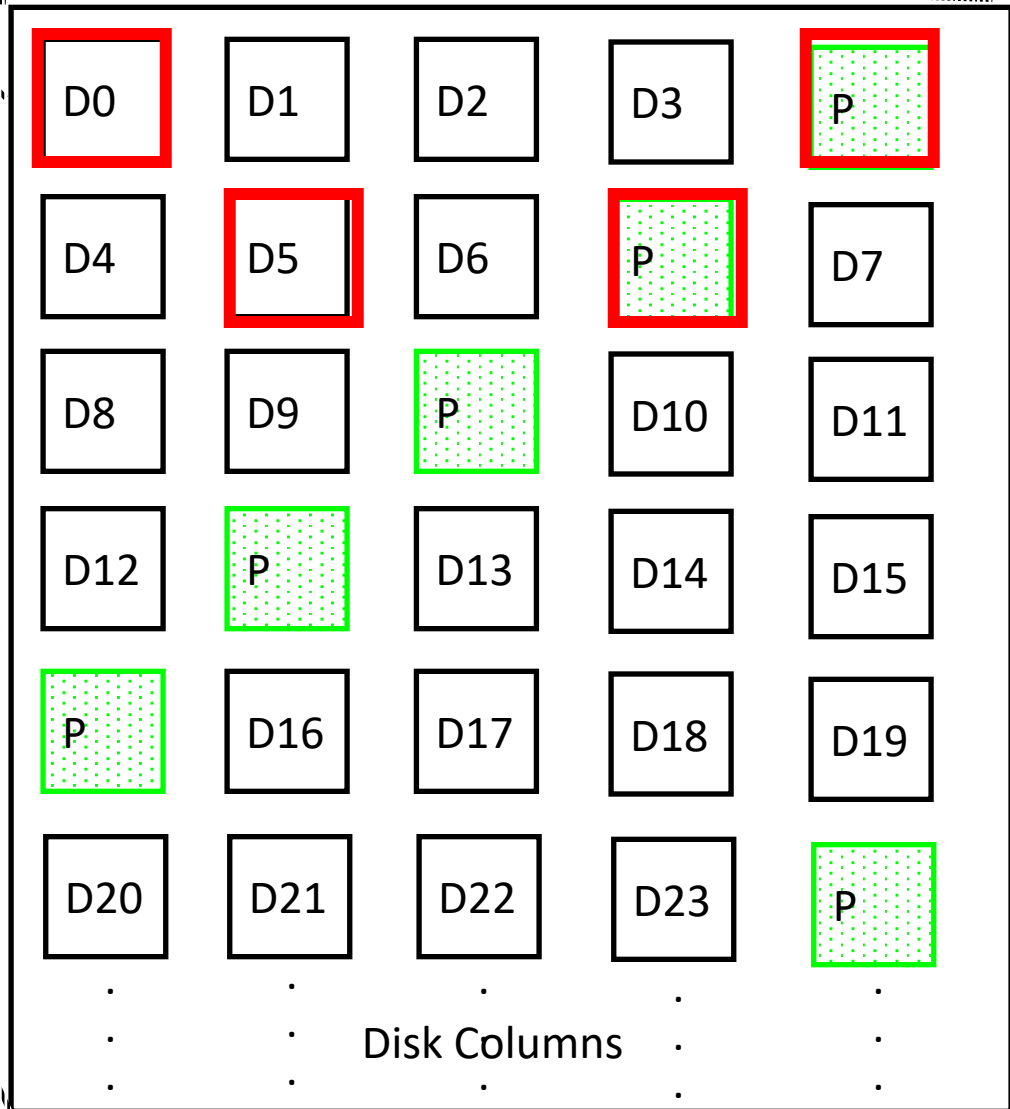 D0 D1 D2 D3 P
D4 D5 D6 P D7
D8 D9 P D10 D11
D12 P D13 D14 D15
P D16 D17 D18 D19
D20 D21 D22 D23 P
Disk Columns